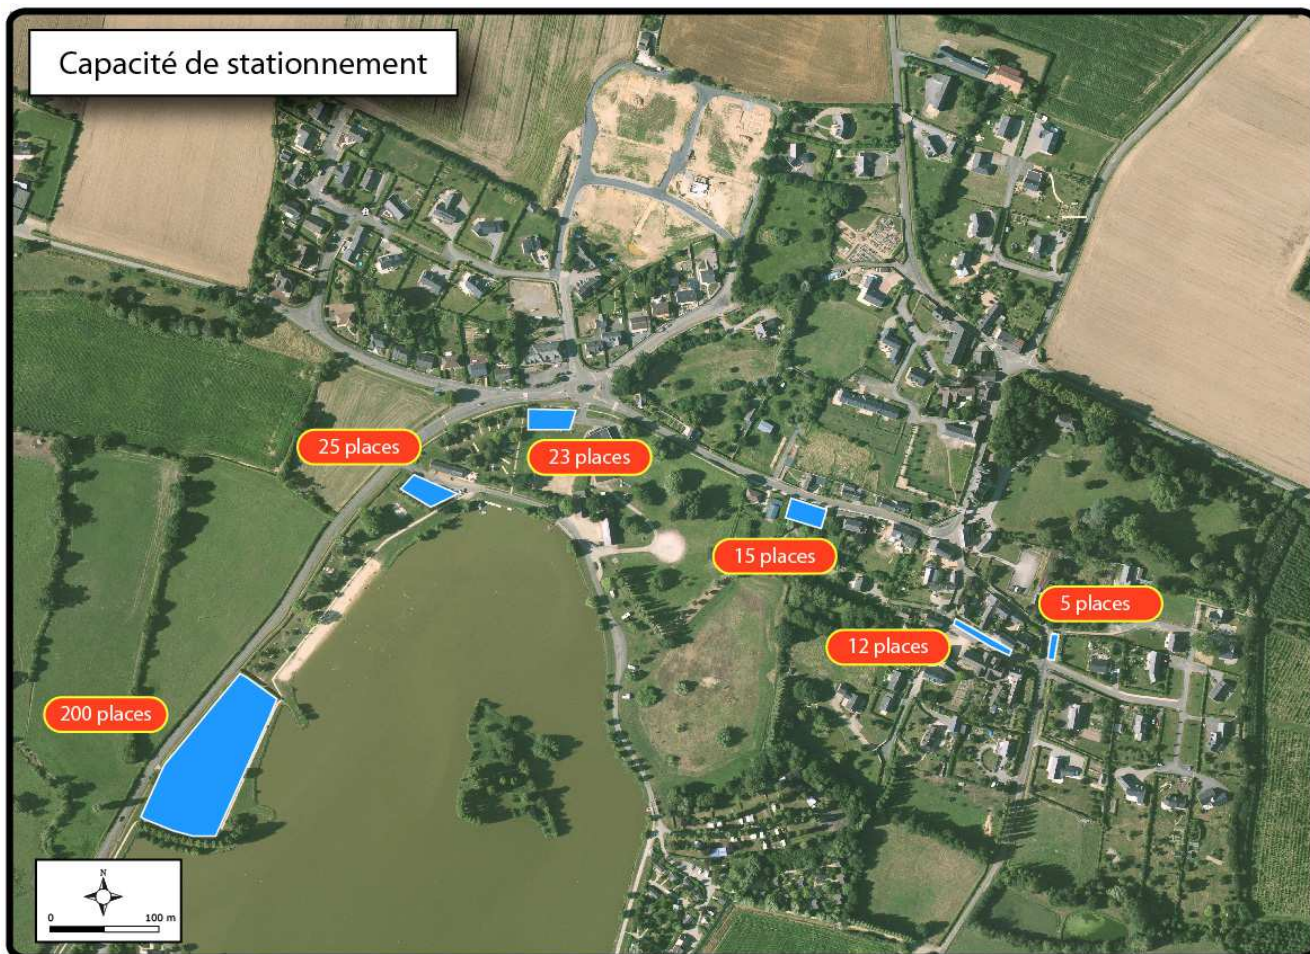 Capacité de stationnement
25 places
23 places
15 places
5 places
12 places
200 places
N
0 100 m